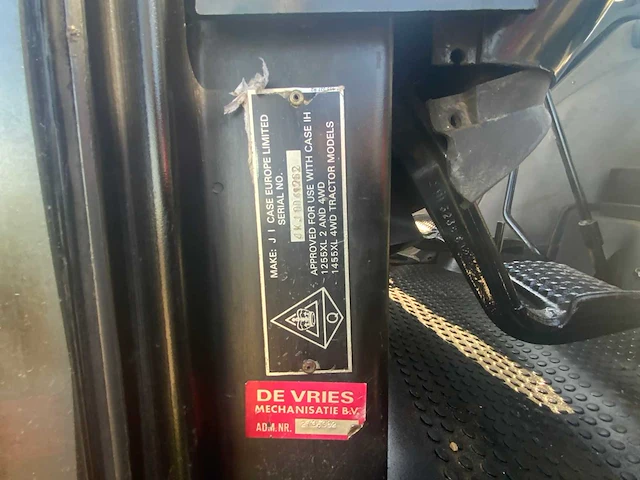 MAKE: J I CASE EUROPE LIMITED
SERIAL NO.
APPROVED FOR USE WITH CASE IH
1255XL 2 AND 4WD
1455XL 4WD TRACTOR MODELS
Q
DE VRIES
MECHANISATIE B.V.
ADM.NR.